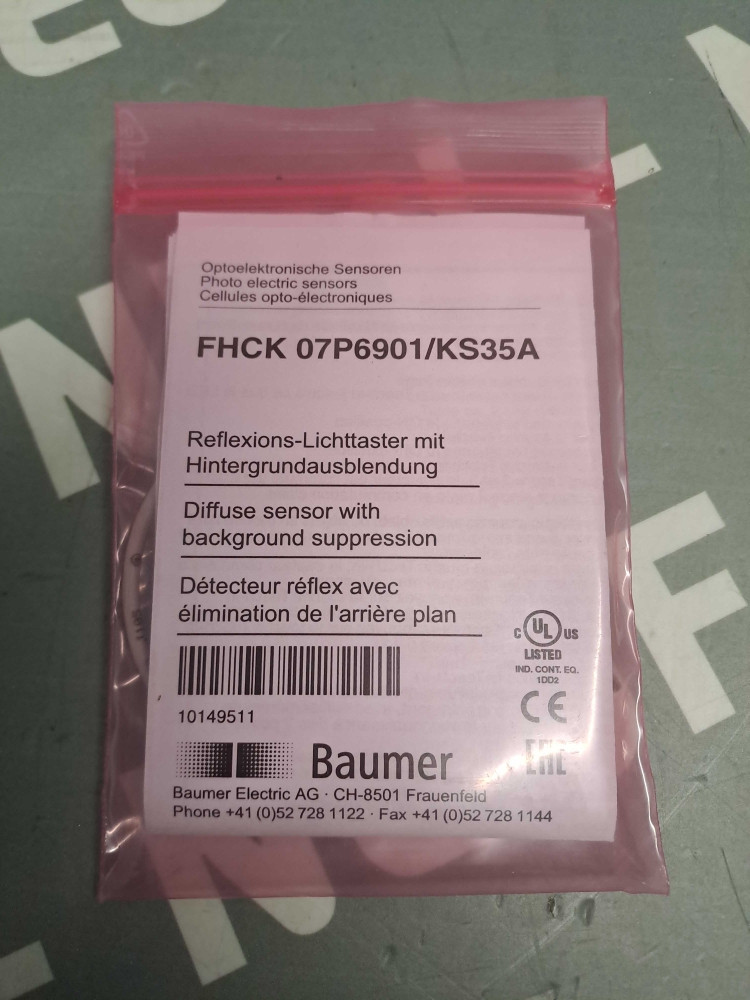 Optoelektronische Sensoren
Photo electric sensors
Cellules opto-électroniques
FHCK 07P6901/KS35A
Reflexions-Lichttaster mit
Hintergrundausblendung
Diffuse sensor with
background suppression
Détecteur réflex avec
élimination de l'arrière plan
C UL US
LISTED
IND. CONT. EQ.
1DD2
CE
EAC
10149511
Baumer
Baumer Electric AG · CH-8501 Frauenfeld
Phone +41 (0)52 728 1122 · Fax +41 (0)52 728 1144